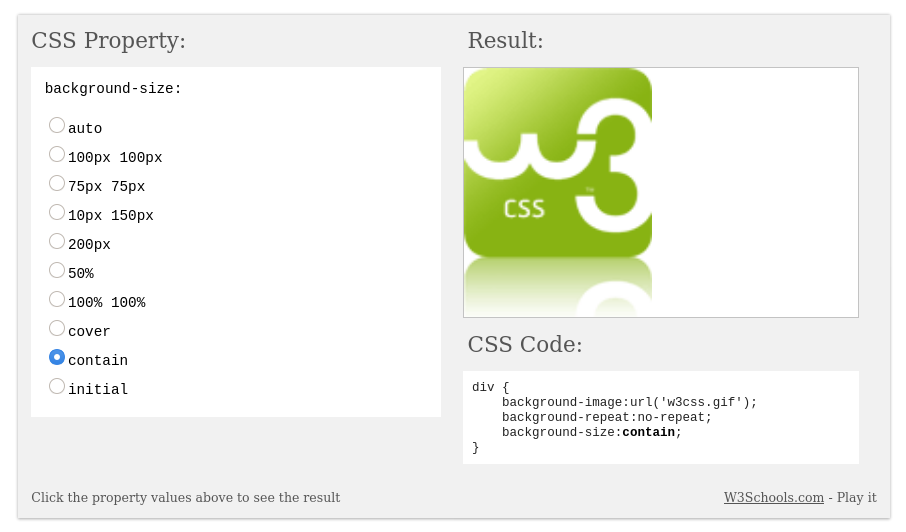 CSS Property:
background-size:
auto
100px 100px
75px 75px
10px 150px
200px
50%
100% 100%
cover
contain
initial
Click the property values above to see the result
Result:
w3
™
CSS
CSS Code:
div {
    background-image:url('w3css.gif');
    background-repeat:no-repeat;
    background-size:contain;
}
W3Schools.com - Play it